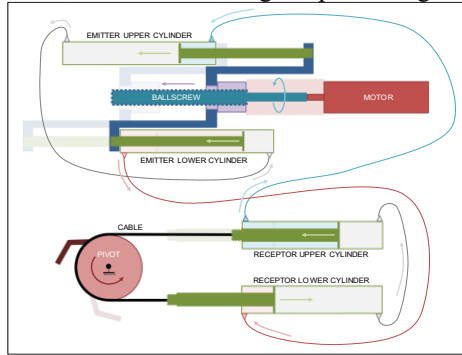 EMITTER UPPER CYLINDER
BALLSCREW
MOTOR
EMITTER LOWER CYLINDER
CABLE
PIVOT
RECEPTOR UPPER CYLINDER
RECEPTOR LOWER CYLINDER